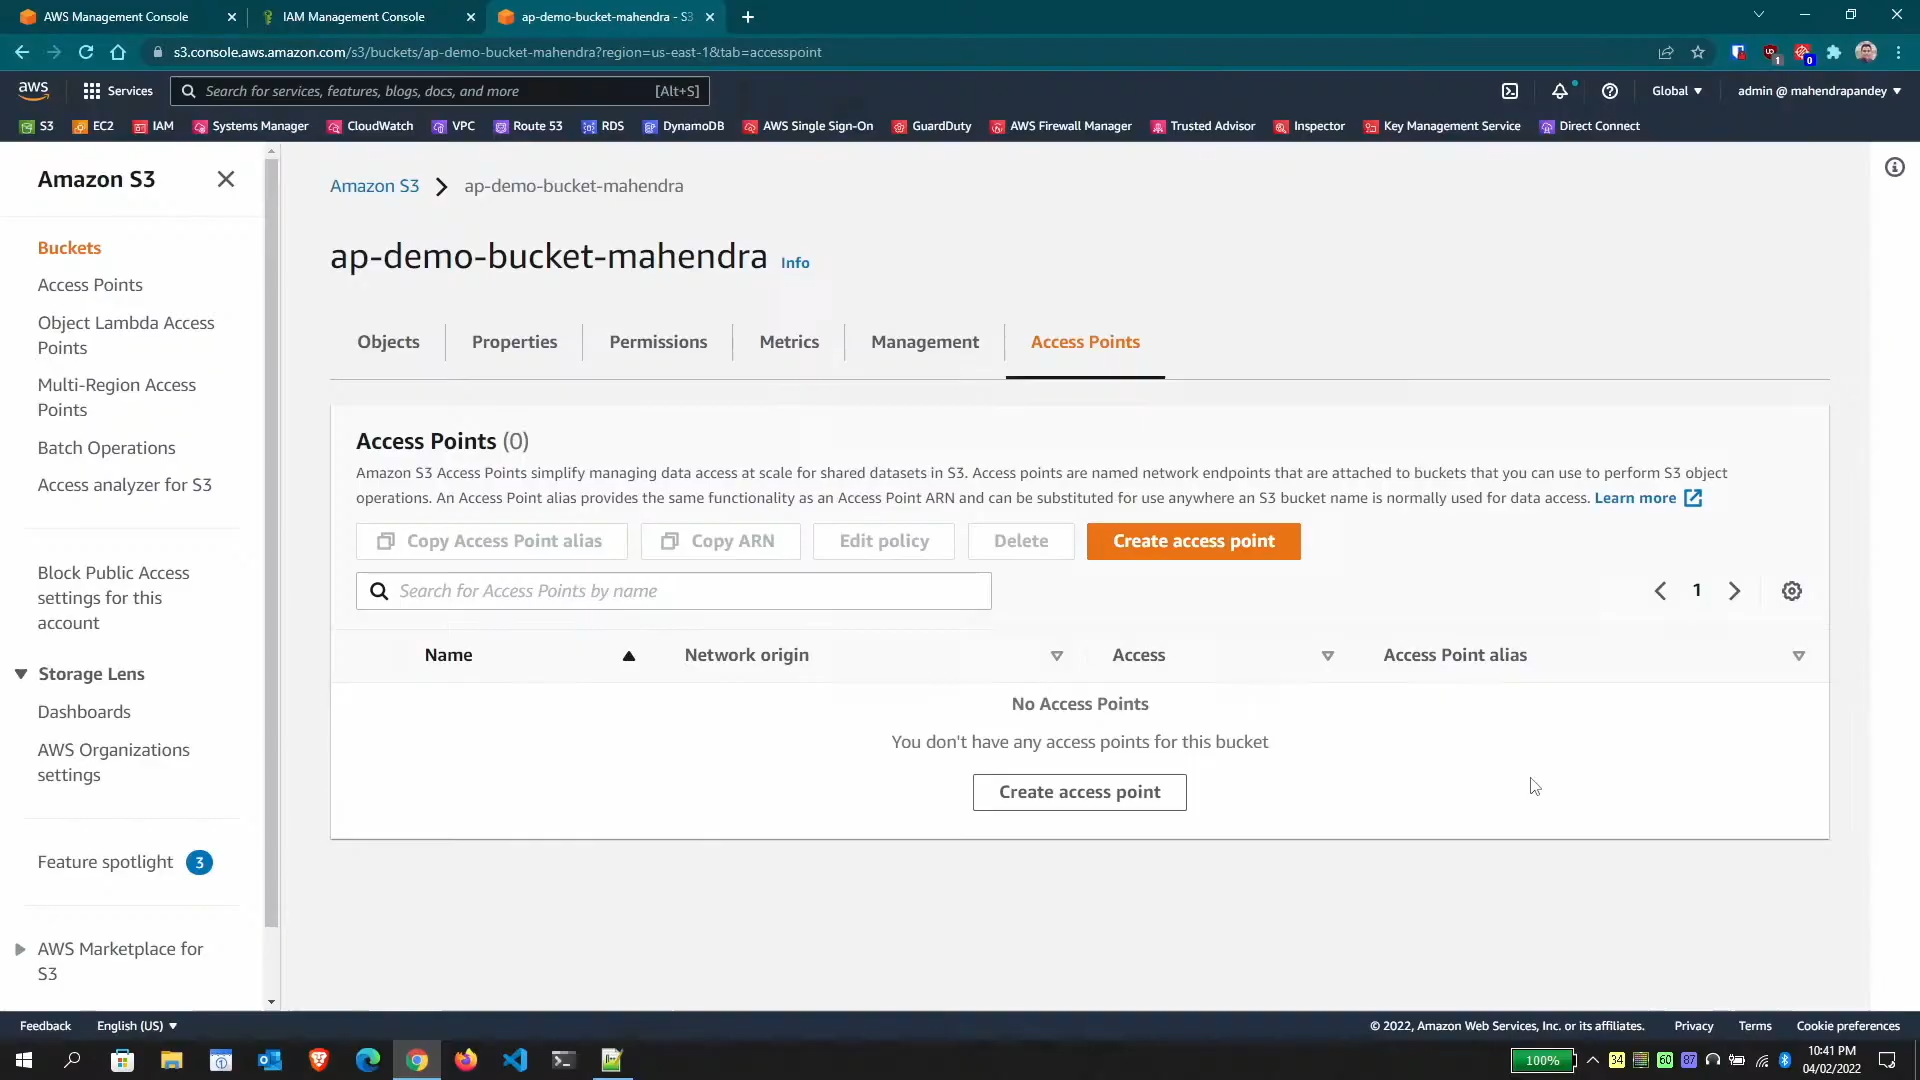 AWS Management Console
IAM Management Console
ap-demo-bucket-mahendra - S3
s3.console.aws.amazon.com/s3/buckets/ap-demo-bucket-mahendra?region=us-east-1&tab=accesspoint
1
0
aws
Services
Search for services, features, blogs, docs, and more
[Alt+S]
Global
admin @ mahendrapandey
S3
EC2
IAM
Systems Manager
CloudWatch
VPC
Route 53
RDS
DynamoDB
AWS Single Sign-On
GuardDuty
AWS Firewall Manager
Trusted Advisor
Inspector
Key Management Service
Direct Connect
Amazon S3
Buckets
Access Points
Object Lambda Access
Points
Multi-Region Access
Points
Batch Operations
Access analyzer for S3
Block Public Access
settings for this
account
Storage Lens
Dashboards
AWS Organizations
settings
Feature spotlight 3
AWS Marketplace for
S3
Amazon S3
ap-demo-bucket-mahendra
ap-demo-bucket-mahendra Info
Objects
Properties
Permissions
Metrics
Management
Access Points
Access Points (0)
Amazon S3 Access Points simplify managing data access at scale for shared datasets in S3. Access points are named network endpoints that are attached to buckets that you can use to perform S3 object
operations. An Access Point alias provides the same functionality as an Access Point ARN and can be substituted for use anywhere an S3 bucket name is normally used for data access. Learn more
Copy Access Point alias
Copy ARN
Edit policy
Delete
Create access point
Search for Access Points by name
1
Name
Network origin
Access
Access Point alias
No Access Points
You don't have any access points for this bucket
Create access point
Feedback
English (US)
© 2022, Amazon Web Services, Inc. or its affiliates.
Privacy
Terms
Cookie preferences
100%
34
60
87
10:41 PM
04/02/2022